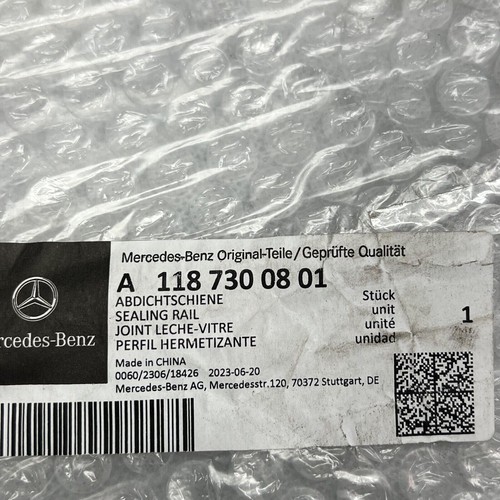 Mercedes-Benz Original-Teile/Geprüfte Qualität
A 118 730 08 01
ABDICHTSCHIENE
SEALING RAIL
JOINT LECHE-VITRE
PERFIL HERMETIZANTE
Stück
unit
unité
unidad
1
rcedes-Benz
Made in CHINA
0060/2306/18426 2023-06-20
Mercedes-Benz AG, Mercedesstr.120, 70372 Stuttgart, DE